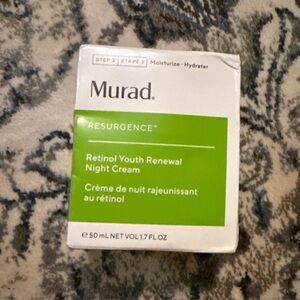 STEP 3 ÉTAPE 3 Moisturize · Hydrater
Murad.
RESURGENCE™
Retinol Youth Renewal
Night Cream
Crème de nuit rajeunissant
au rétinol
℮ 50 mL NET VOL 1.7 FL OZ